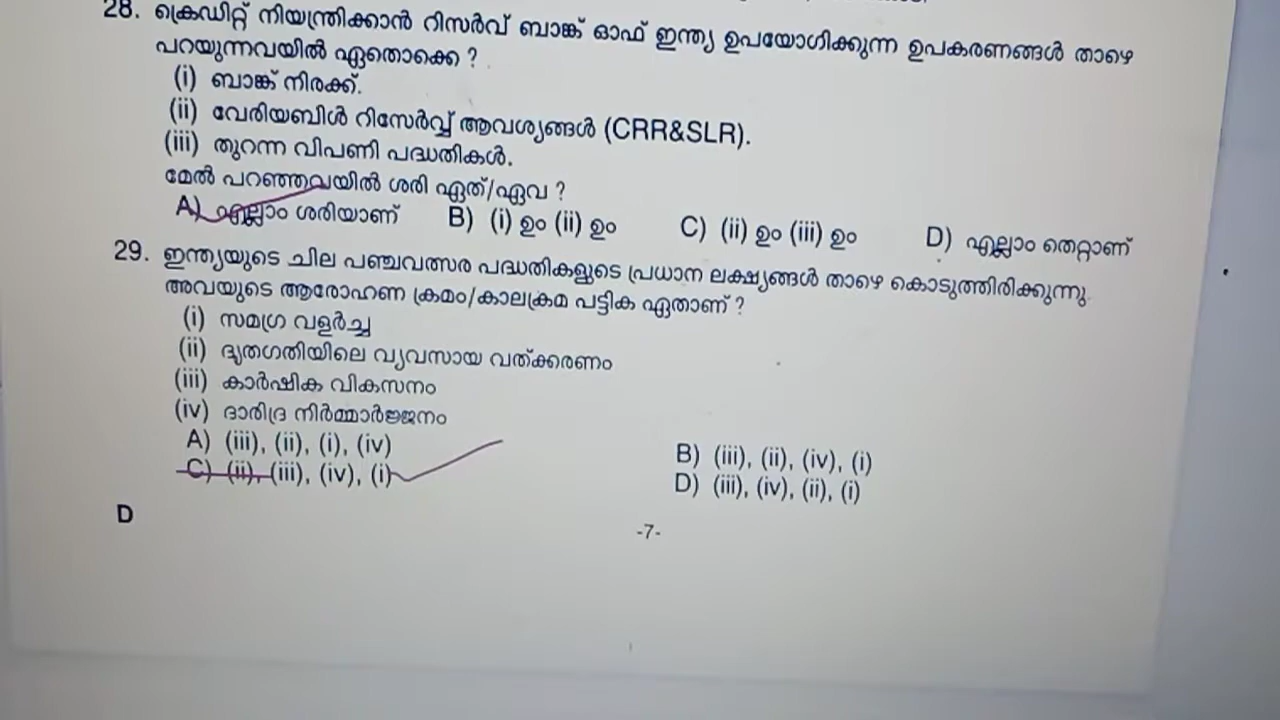 28. ക്രെഡിറ്റ് നിയന്ത്രിക്കാൻ റിസർവ് ബാങ്ക് ഓഫ് ഇന്ത്യ ഉപയോഗിക്കുന്ന ഉപകരണങ്ങൾ താഴെ
പറയുന്നവയിൽ ഏതൊക്കെ ?
(i) ബാങ്ക് നിരക്ക്.
(ii) വേരിയബിൾ റിസേർവ്വ് ആവശ്യങ്ങൾ (CRR&SLR).
(iii) തുറന്ന വിപണി പദ്ധതികൾ.
മേൽ പറഞ്ഞവയിൽ ശരി ഏത്/ഏവ ?
A) എല്ലാം ശരിയാണ് B) (i) ഉം (ii) ഉം C) (ii) ഉം (iii) ഉം D) എല്ലാം തെറ്റാണ്
29. ഇന്ത്യയുടെ ചില പഞ്ചവത്സര പദ്ധതികളുടെ പ്രധാന ലക്ഷ്യങ്ങൾ താഴെ കൊടുത്തിരിക്കുന്നു.
അവയുടെ ആരോഹണ ക്രമം/കാലക്രമ പട്ടിക ഏതാണ് ?
(i) സമഗ്ര വളർച്ച
(ii) ദ്രുതഗതിയിലെ വ്യവസായ വത്ക്കരണം
(iii) കാർഷിക വികസനം
(iv) ദാരിദ്ര നിർമ്മാർജ്ജനം
A) (iii), (ii), (i), (iv) B) (iii), (ii), (iv), (i)
C) (ii), (iii), (iv), (i) D) (iii), (iv), (ii), (i)
D -7-